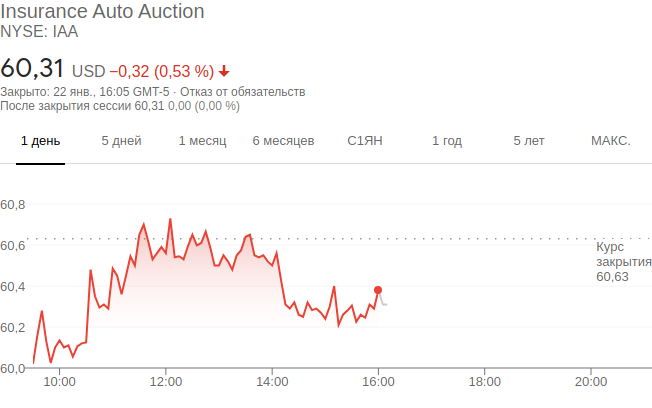 Insurance Auto Auction
NYSE: IAA
60,31 USD −0,32 (0,53 %)
Закрыто: 22 янв., 16:05 GMT-5 · Отказ от обязательств
После закрытия сессии 60,31 0,00 (0,00 %)
1 день 5 дней 1 месяц 6 месяцев С1ЯН 1 год 5 лет МАКС.
60,8
60,6
60,4
60,2
60,0
Курс
закрытия
60,63
10:00 12:00 14:00 16:00 18:00 20:00